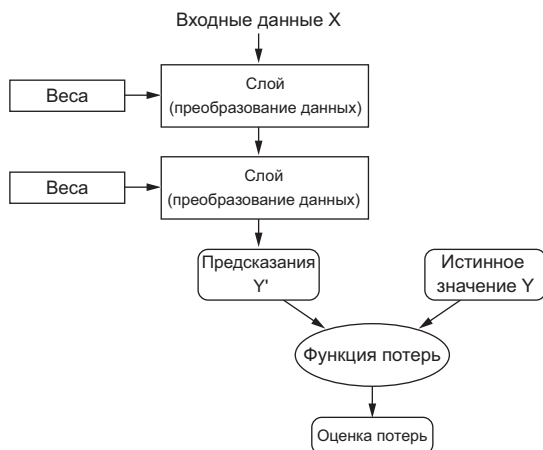 Входные данные X
Слой
(преобразование данных)
Веса
Слой
(преобразование данных)
Веса
Предсказания
Y'
Истинное
значение Y
Функция потерь
Оценка потерь